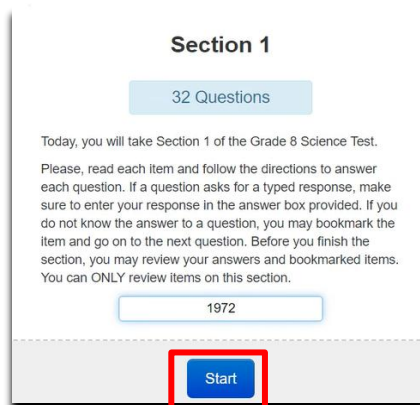 Section 1
32 Questions
Today, you will take Section 1 of the Grade 8 Science Test.
Please, read each item and follow the directions to answer
each question. If a question asks for a typed response, make
sure to enter your response in the answer box provided. If you
do not know the answer to a question, you may bookmark the
item and go on to the next question. Before you finish the
section, you may review your answers and bookmarked items.
You can ONLY review items on this section.
1972
Start